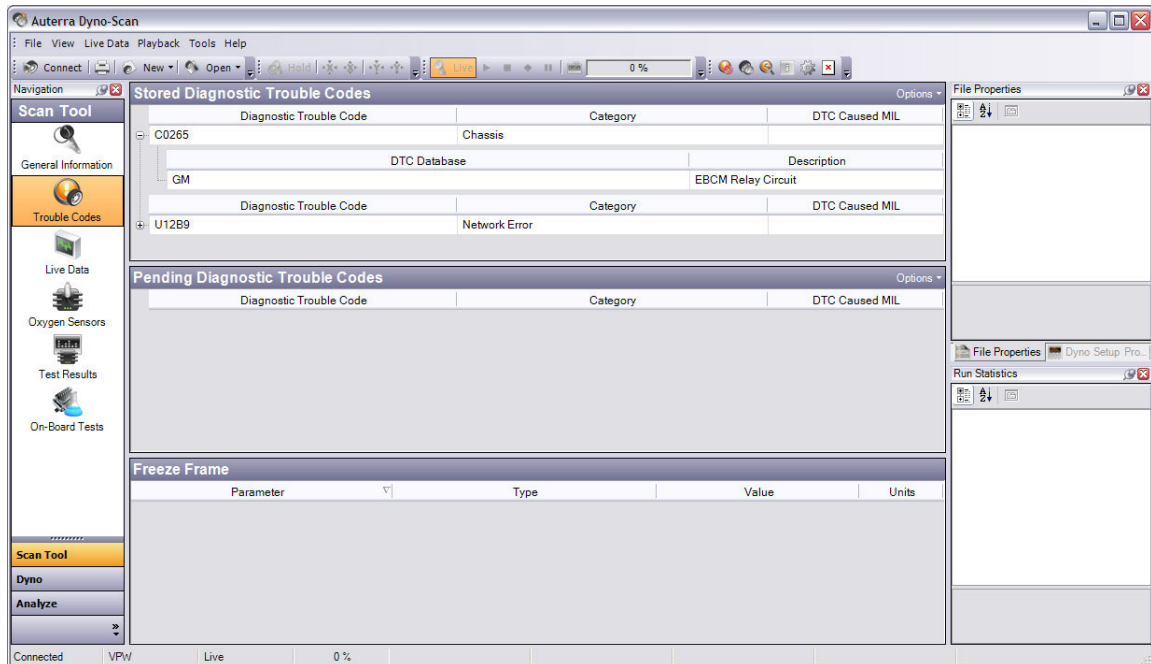 Auterra Dyno-Scan
File View Live Data Playback Tools Help
Connect New Open Hold Live 0 %
Navigation
Scan Tool
General Information
Trouble Codes
Live Data
Oxygen Sensors
Test Results
On-Board Tests
Scan Tool
Dyno
Analyze
Stored Diagnostic Trouble Codes Options
Diagnostic Trouble Code Category DTC Caused MIL
C0265 Chassis
DTC Database Description
GM EBCM Relay Circuit
Diagnostic Trouble Code Category DTC Caused MIL
U12B9 Network Error
Pending Diagnostic Trouble Codes Options
Diagnostic Trouble Code Category DTC Caused MIL
Freeze Frame
Parameter Type Value Units
File Properties
File Properties Dyno Setup Pro...
Run Statistics
Connected VPW Live 0 %